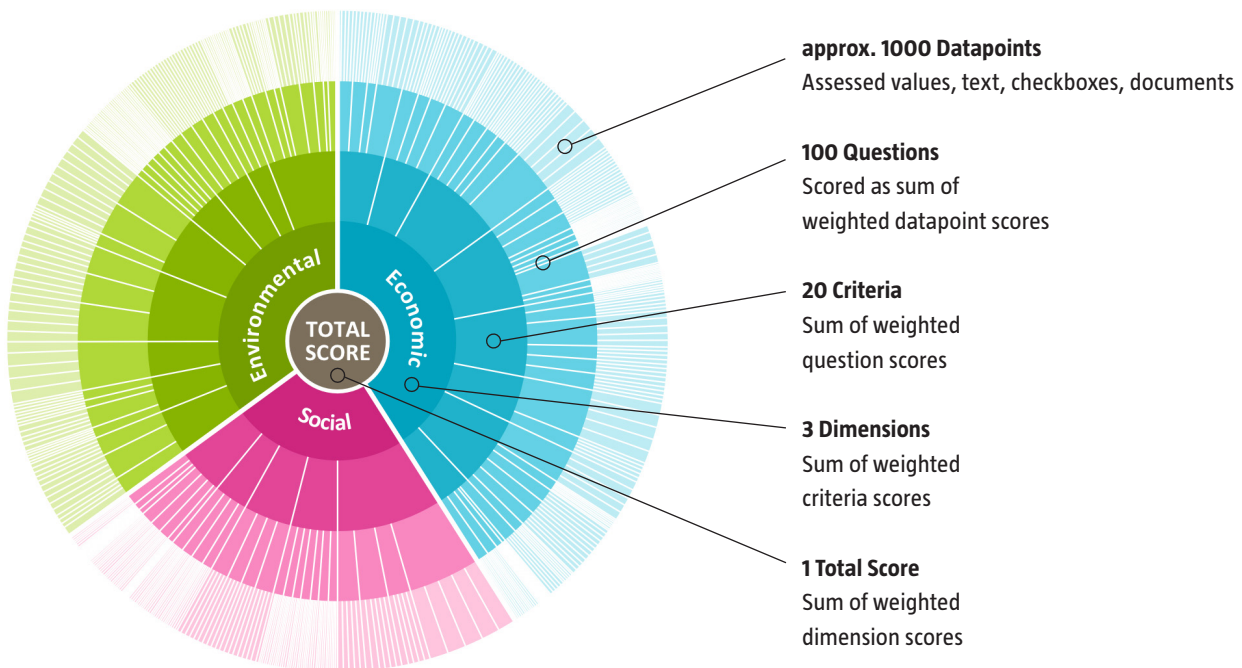 Environmental
Economic
TOTAL
SCORE
Social
approx. 1000 Datapoints
Assessed values, text, checkboxes, documents
100 Questions
Scored as sum of
weighted datapoint scores
20 Criteria
Sum of weighted
question scores
3 Dimensions
Sum of weighted
criteria scores
1 Total Score
Sum of weighted
dimension scores